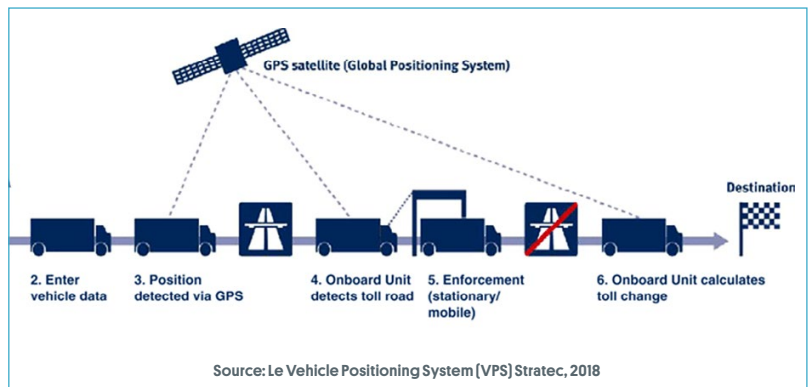 GPS satellite (Global Positioning System)
Destination
2. Enter
vehicle data
3. Position
detected via GPS
4. Onboard Unit
detects toll road
5. Enforcement
(stationary/
mobile)
6. Onboard Unit calculates
toll change
Source: Le Vehicle Positioning System (VPS) Stratec, 2018